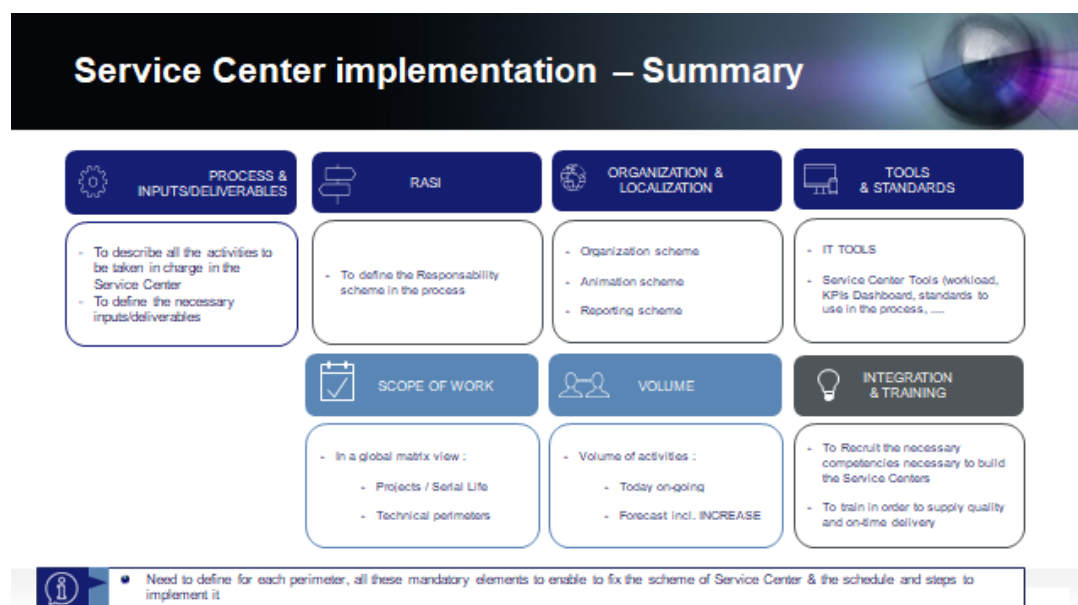 Service Center implementation – Summary
PROCESS &
INPUTS/DELIVERABLES
- To describe all the activities to
be taken in charge in the
Service Center
- To define the necessary
inputs/deliverables
RASI
- To define the Responsability
scheme in the process
ORGANIZATION &
LOCALIZATION
- Organization scheme
- Animation scheme
- Reporting scheme
TOOLS
& STANDARDS
- IT TOOLS
- Service Center Tools (workload,
KPIs Dashboard, standards to
use in the process, ....
SCOPE OF WORK
- In a global matrix view :
- Projects / Serial Life
- Technical perimeters
VOLUME
- Volume of activities :
- Today on-going
- Forecast incl. INCREASE
INTEGRATION
& TRAINING
- To Recruit the necessary
competencies necessary to build
the Service Centers
- To train in order to supply quality
and on-time delivery
Need to define for each perimeter, all these mandatory elements to enable to fix the scheme of Service Center & the schedule and steps to
implement it